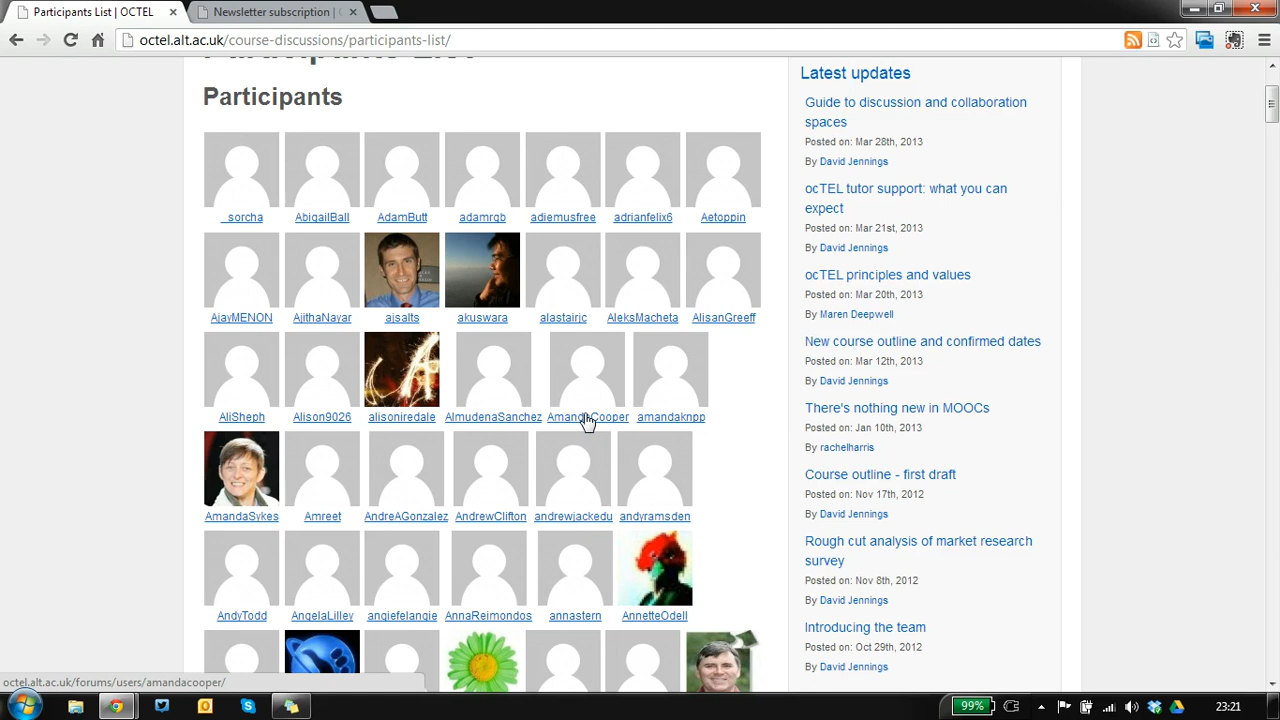 Participants List | OCTEL
Newsletter subscription |
octel.alt.ac.uk/course-discussions/participants-list/
Participants List
Participants
_sorcha AbigailBall AdamButt adamrgb adiemusfree adrianfelix6 Aetoppin
AjayMENON AjithaNayar ajsalts akuswara alastairjc AleksMacheta AlisanGreeff
AliSheph Alison9026 alisoniredale AlmudenaSanchez AmandaCooper amandaknpp
AmandaSykes Amreet AndreAGonzalez AndrewClifton andrewjackedu andyramsden
AndyTodd AngelaLilley angiefelangie AnnaReimondos annastern AnnetteOdell
Latest updates
Guide to discussion and collaboration
spaces
Posted on: Mar 28th, 2013
By David Jennings
ocTEL tutor support: what you can
expect
Posted on: Mar 21st, 2013
By David Jennings
ocTEL principles and values
Posted on: Mar 20th, 2013
By Maren Deepwell
New course outline and confirmed dates
Posted on: Mar 12th, 2013
By David Jennings
There's nothing new in MOOCs
Posted on: Jan 10th, 2013
By rachelharris
Course outline - first draft
Posted on: Nov 17th, 2012
By David Jennings
Rough cut analysis of market research
survey
Posted on: Nov 8th, 2012
By David Jennings
Introducing the team
Posted on: Oct 29th, 2012
By David Jennings
octel.alt.ac.uk/forums/users/amandacooper/
99%
23:21